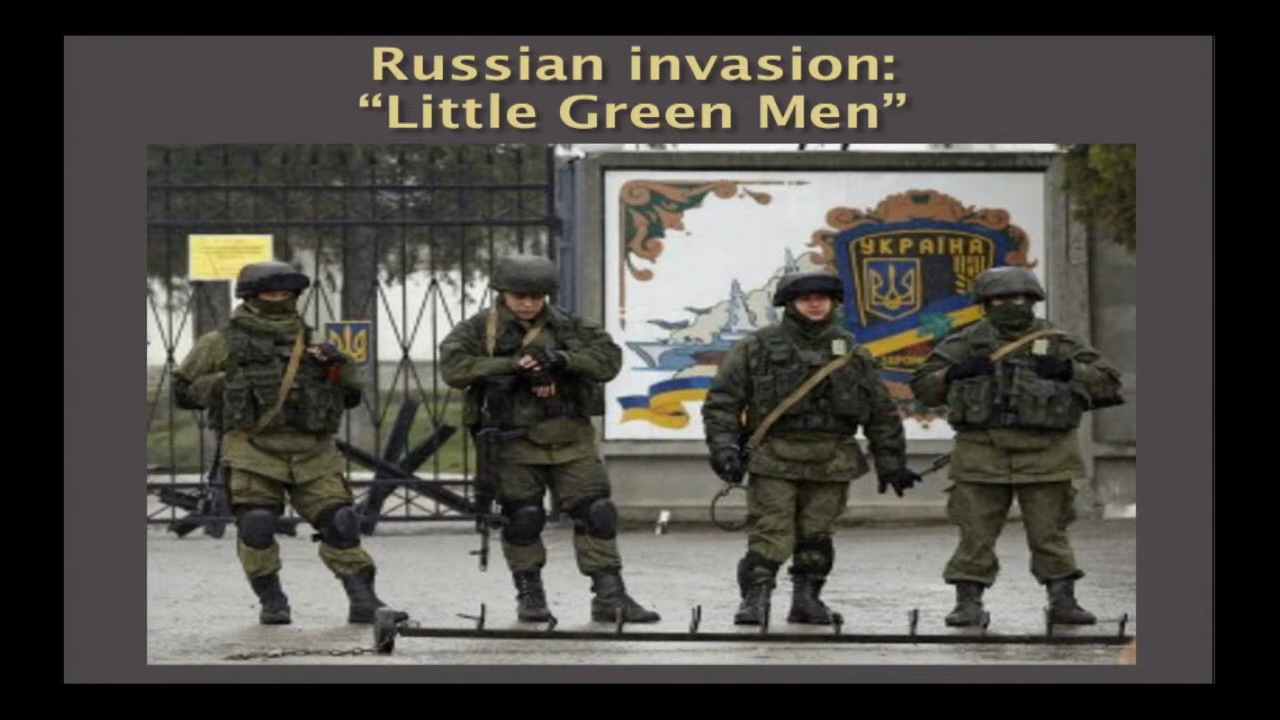 Russian invasion:
“Little Green Men”
УКРАЇНА